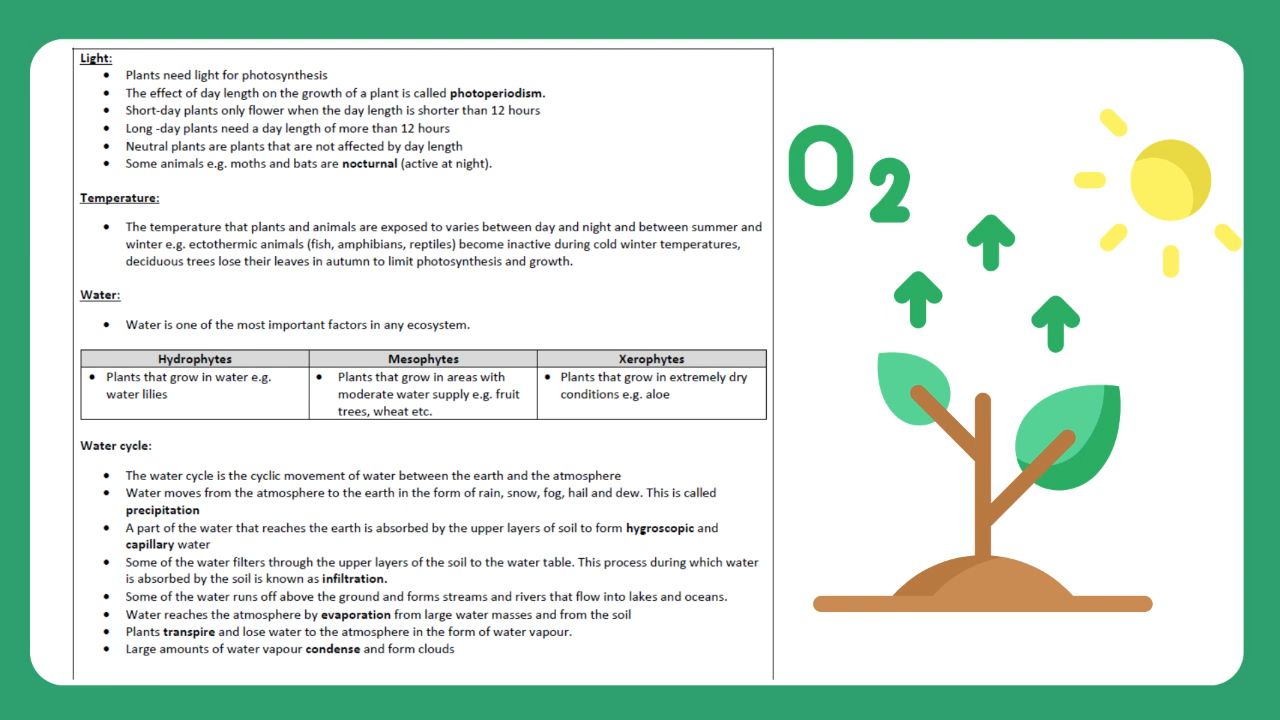 Light:
• Plants need light for photosynthesis
• The effect of day length on the growth of a plant is called photoperiodism.
• Short-day plants only flower when the day length is shorter than 12 hours
• Long -day plants need a day length of more than 12 hours
• Neutral plants are plants that are not affected by day length
• Some animals e.g. moths and bats are nocturnal (active at night).
Temperature:
• The temperature that plants and animals are exposed to varies between day and night and between summer and
winter e.g. ectothermic animals (fish, amphibians, reptiles) become inactive during cold winter temperatures,
deciduous trees lose their leaves in autumn to limit photosynthesis and growth.
Water:
• Water is one of the most important factors in any ecosystem.
Hydrophytes Mesophytes Xerophytes
• Plants that grow in water e.g.
water lilies
• Plants that grow in areas with
moderate water supply e.g. fruit
trees, wheat etc.
• Plants that grow in extremely dry
conditions e.g. aloe
Water cycle:
• The water cycle is the cyclic movement of water between the earth and the atmosphere
• Water moves from the atmosphere to the earth in the form of rain, snow, fog, hail and dew. This is called
precipitation
• A part of the water that reaches the earth is absorbed by the upper layers of soil to form hygroscopic and
capillary water
• Some of the water filters through the upper layers of the soil to the water table. This process during which water
is absorbed by the soil is known as infiltration.
• Some of the water runs off above the ground and forms streams and rivers that flow into lakes and oceans.
• Water reaches the atmosphere by evaporation from large water masses and from the soil
• Plants transpire and lose water to the atmosphere in the form of water vapour.
• Large amounts of water vapour condense and form clouds
O2